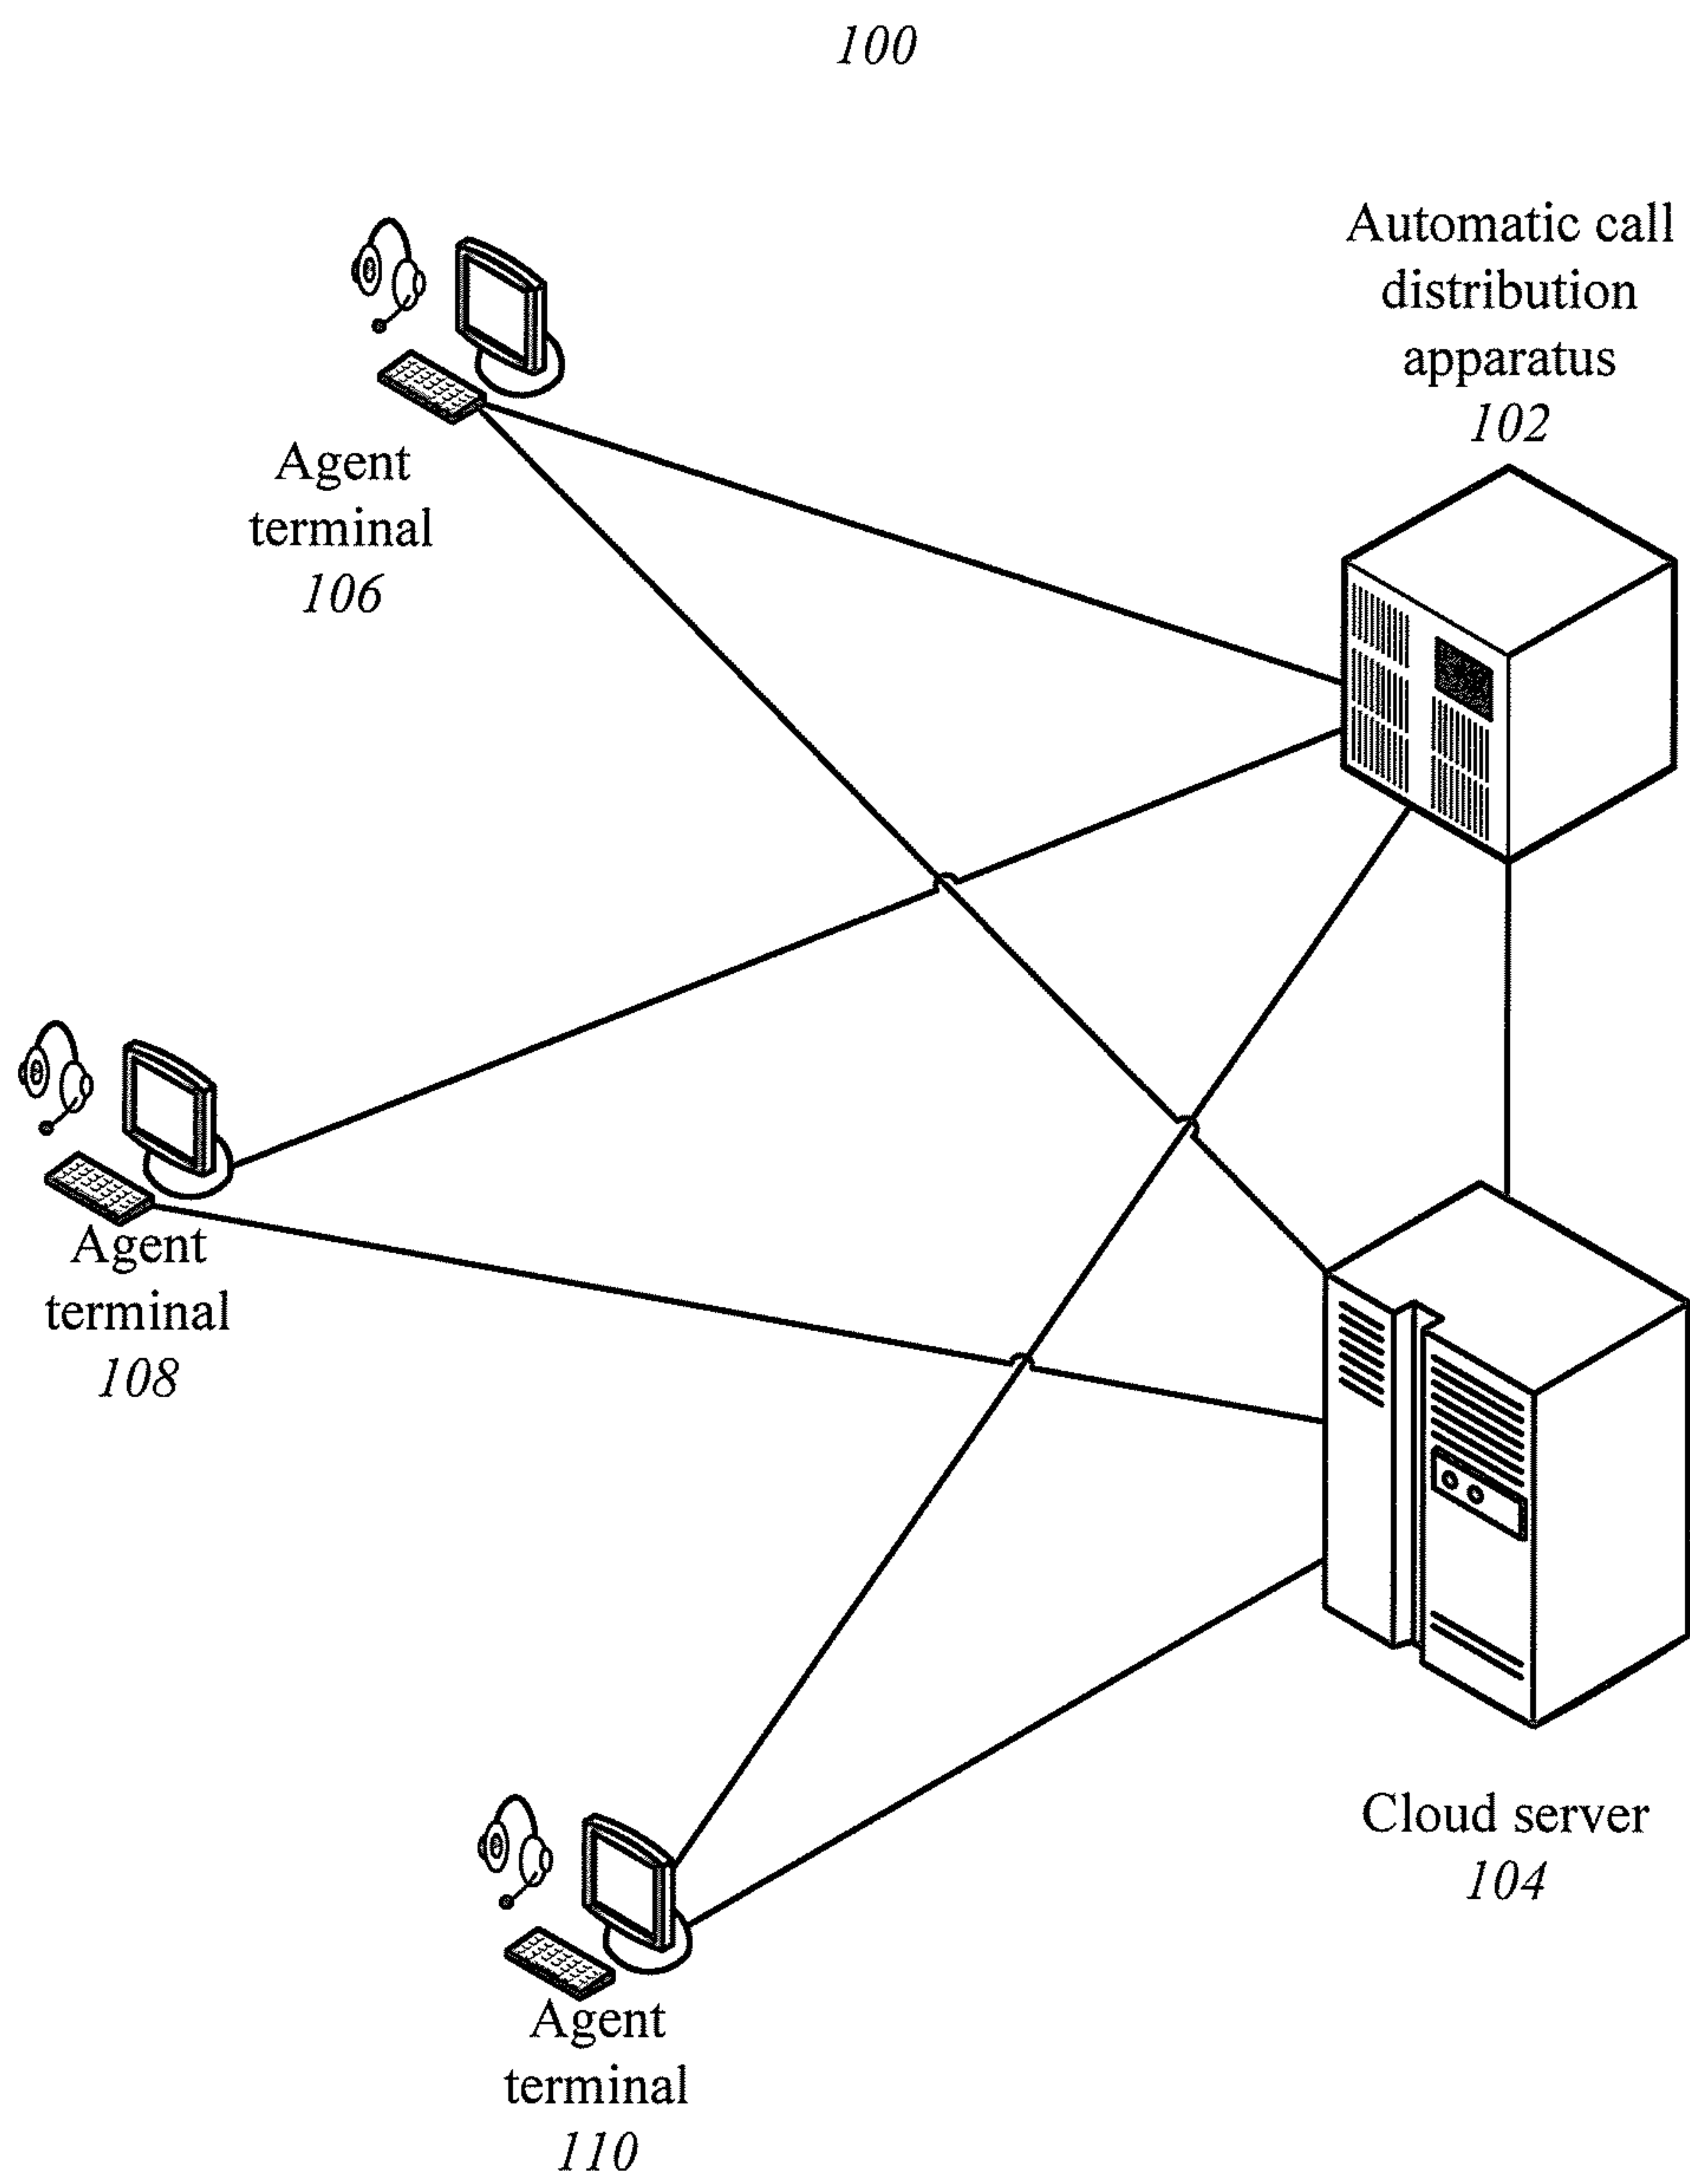 100
Automatic call
distribution
apparatus
102
Agent
terminal
106
Agent
terminal
108
Cloud server
104
Agent
terminal
110